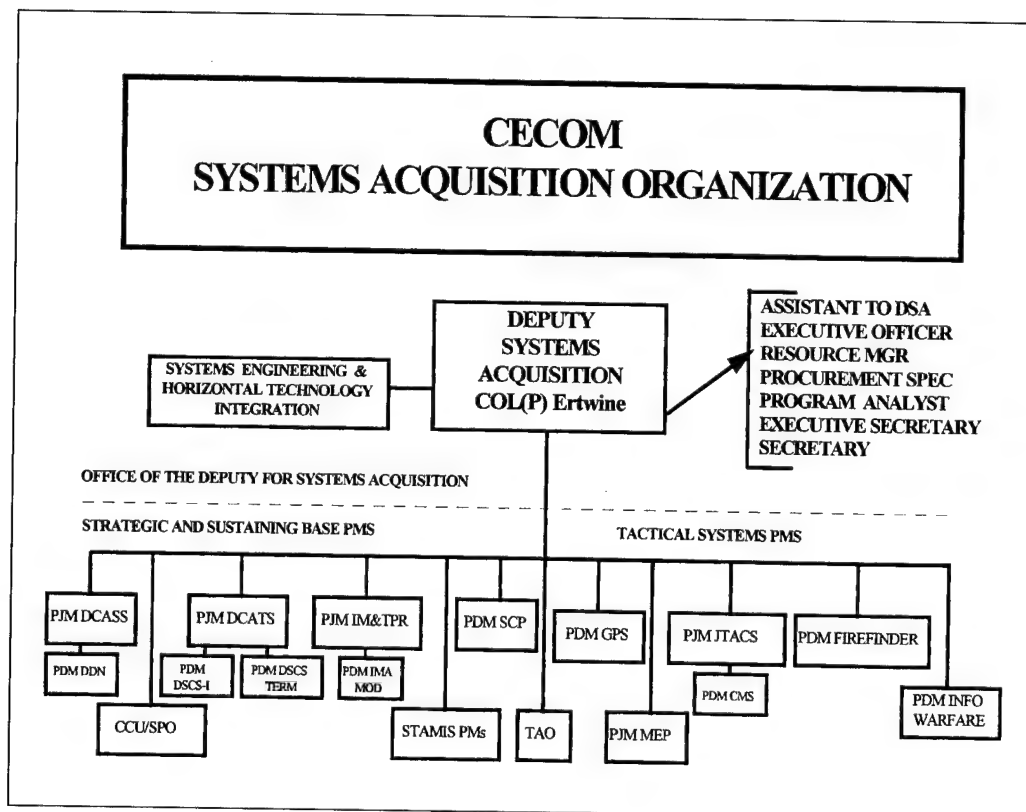 CECOM
SYSTEMS ACQUISITION ORGANIZATION
DEPUTY
SYSTEMS
ACQUISITION
COL(P) Ertwine
SYSTEMS ENGINEERING &
HORIZONTAL TECHNOLOGY
INTEGRATION
ASSISTANT TO DSA
EXECUTIVE OFFICER
RESOURCE MGR
PROCUREMENT SPEC
PROGRAM ANALYST
EXECUTIVE SECRETARY
SECRETARY
OFFICE OF THE DEPUTY FOR SYSTEMS ACQUISITION
STRATEGIC AND SUSTAINING BASE PMS
TACTICAL SYSTEMS PMS
PJM DCASS
PDM DDN
CCU/SPO
PJM DCATS
PDM
DSCS-I
PDM DSCS
TERM
PJM IM&TPR
PDM IMA
MOD
STAMIS PMs
PDM SCP
TAO
PDM GPS
PJM MEP
PJM JTACS
PDM CMS
PDM FIREFINDER
PDM INFO
WARFARE